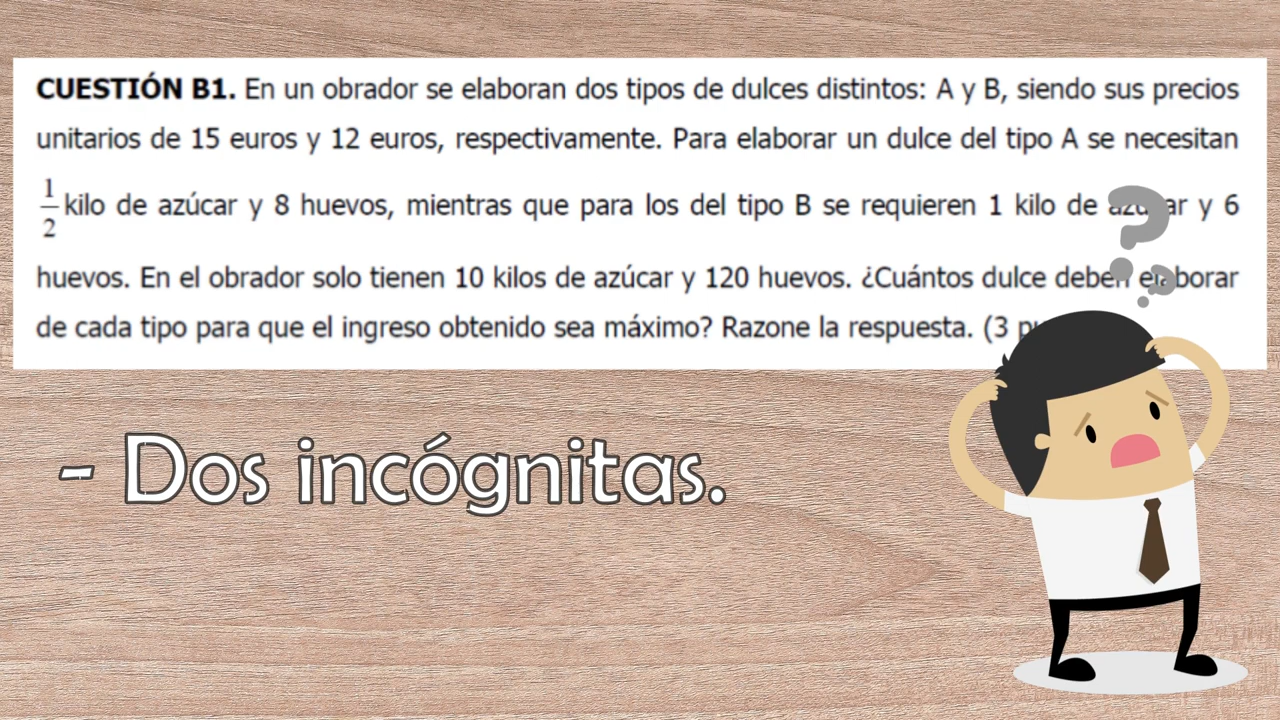 CUESTIÓN B1. En un obrador se elaboran dos tipos de dulces distintos: A y B, siendo sus precios
unitarios de 15 euros y 12 euros, respectivamente. Para elaborar un dulce del tipo A se necesitan
1/2 kilo de azúcar y 8 huevos, mientras que para los del tipo B se requieren 1 kilo de azúcar y 6
huevos. En el obrador solo tienen 10 kilos de azúcar y 120 huevos. ¿Cuántos dulce deben elaborar
de cada tipo para que el ingreso obtenido sea máximo? Razone la respuesta. (3
- Dos incógnitas.